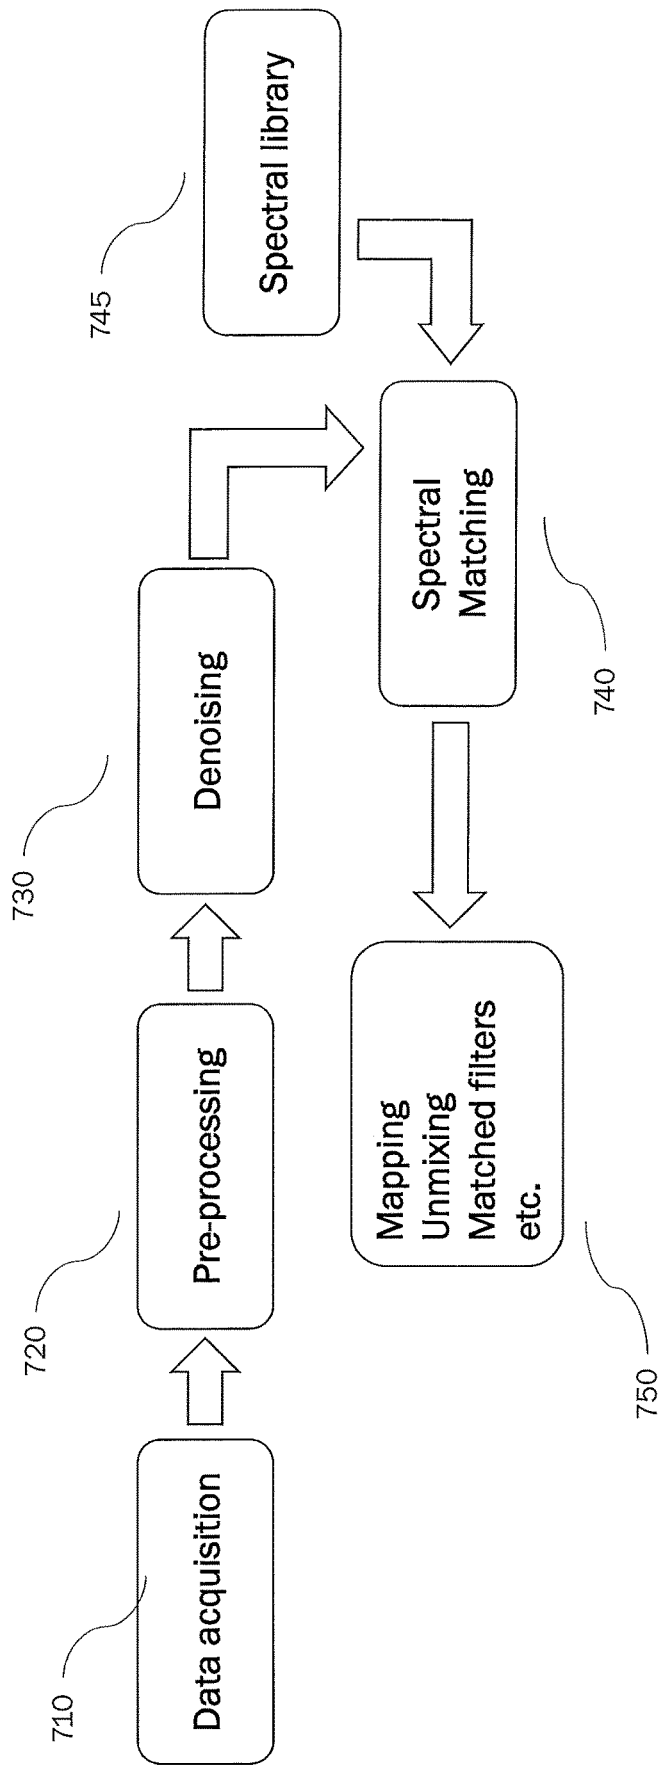 710
Data acquisition
720
Pre-processing
730
Denoising
745
Spectral library
740
Spectral
Matching
750
Mapping
Unmixing
Matched filters
etc.